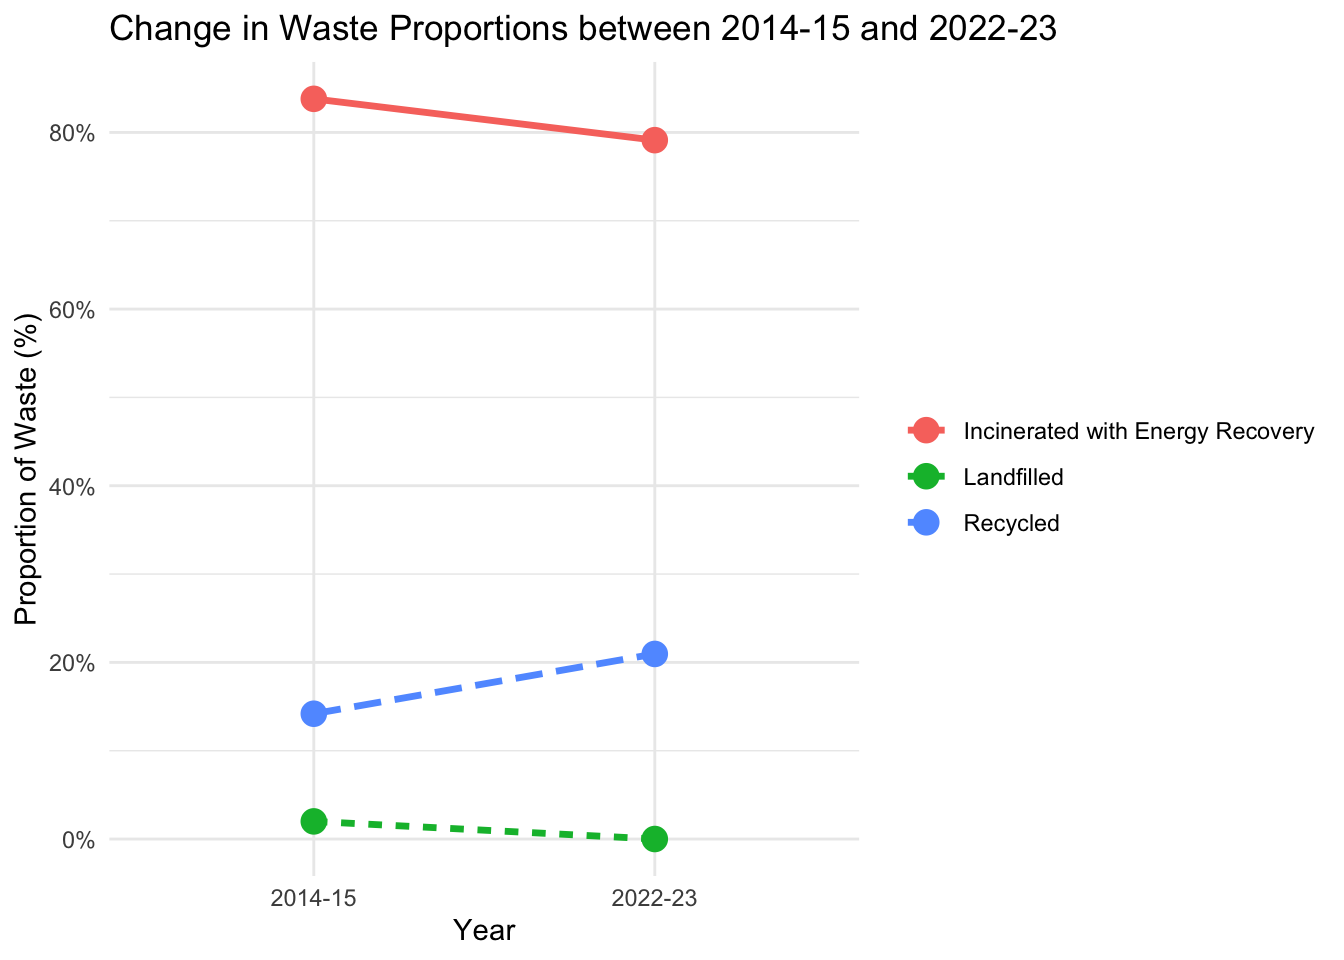 Change in Waste Proportions between 2014-15 and 2022-23
Proportion of Waste (%)
80%
60%
40%
20%
0%
2014-15
2022-23
Year
Incinerated with Energy Recovery
Landfilled
Recycled